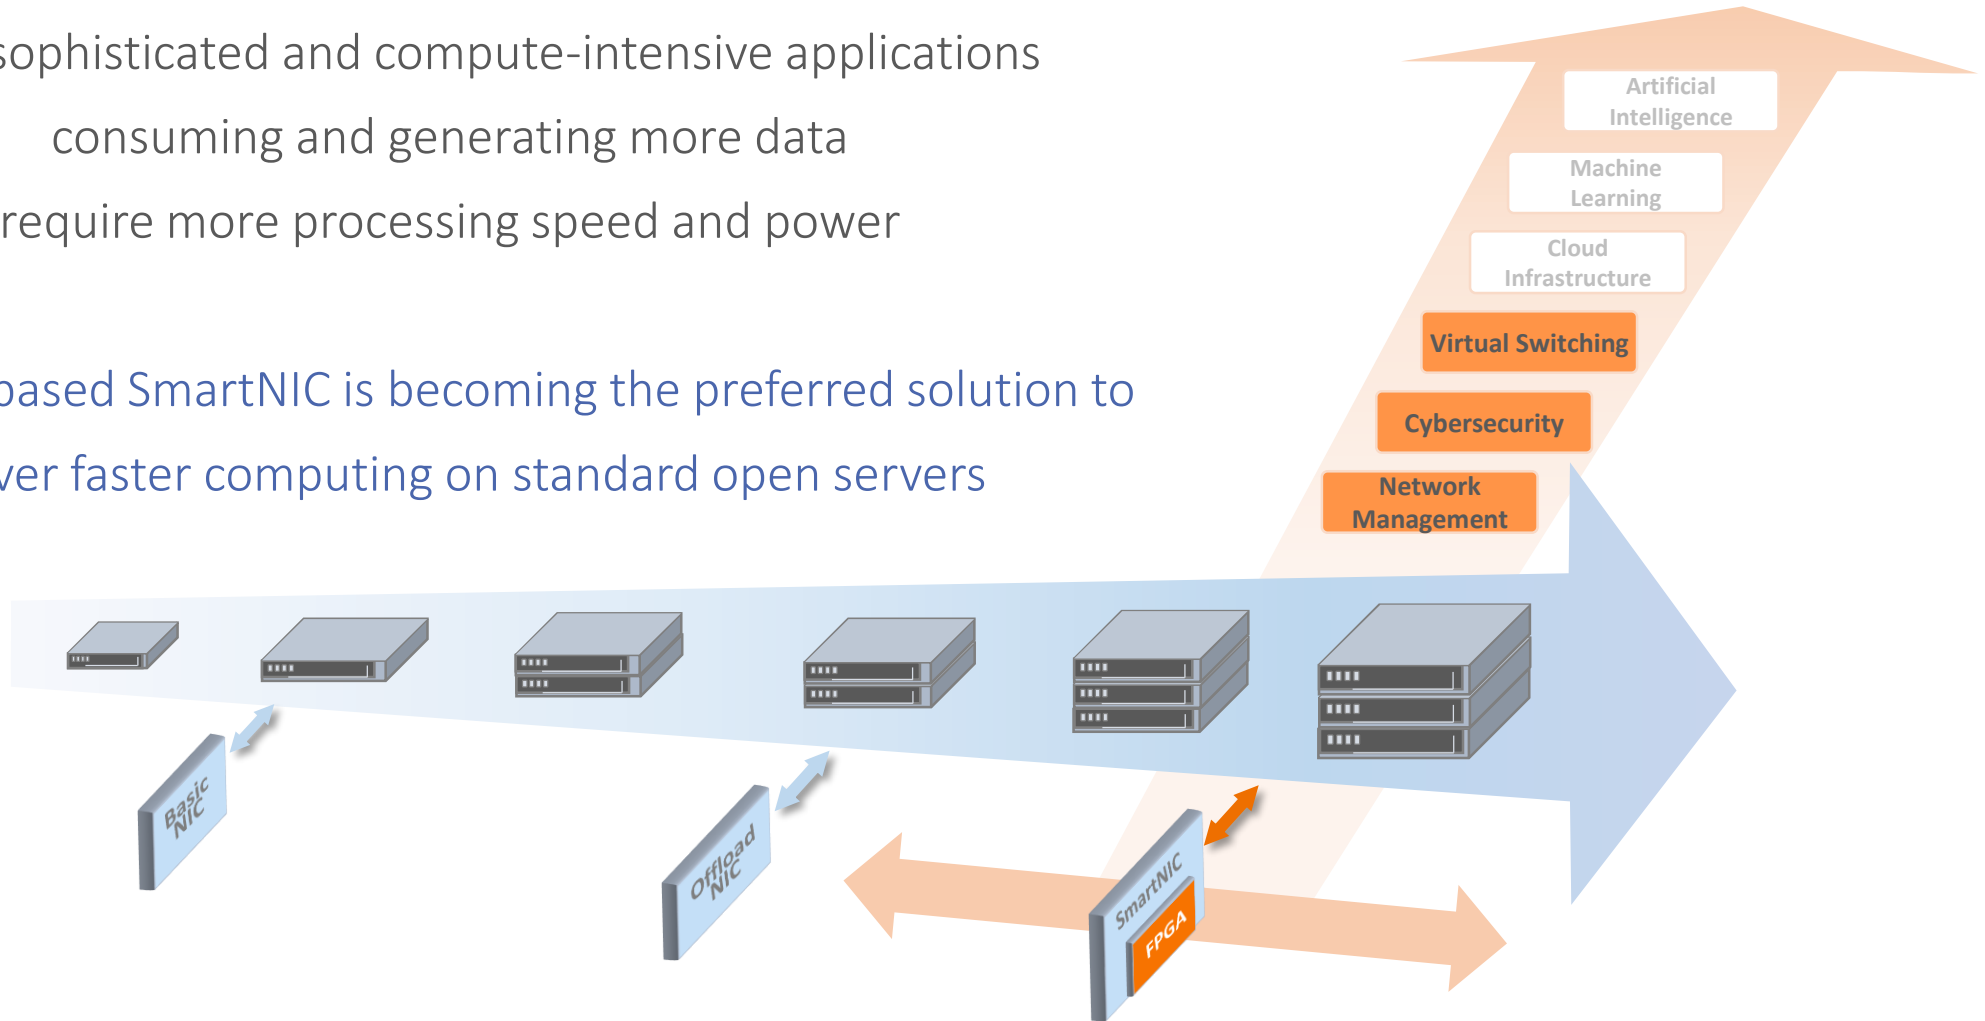 sophisticated and compute-intensive applications
consuming and generating more data
require more processing speed and power
based SmartNIC is becoming the preferred solution to
ver faster computing on standard open servers
Artificial
Intelligence
Machine
Learning
Cloud
Infrastructure
Virtual Switching
Cybersecurity
Network
Management
Basic
NIC
Offload
NIC
SmartNIC
FPGA